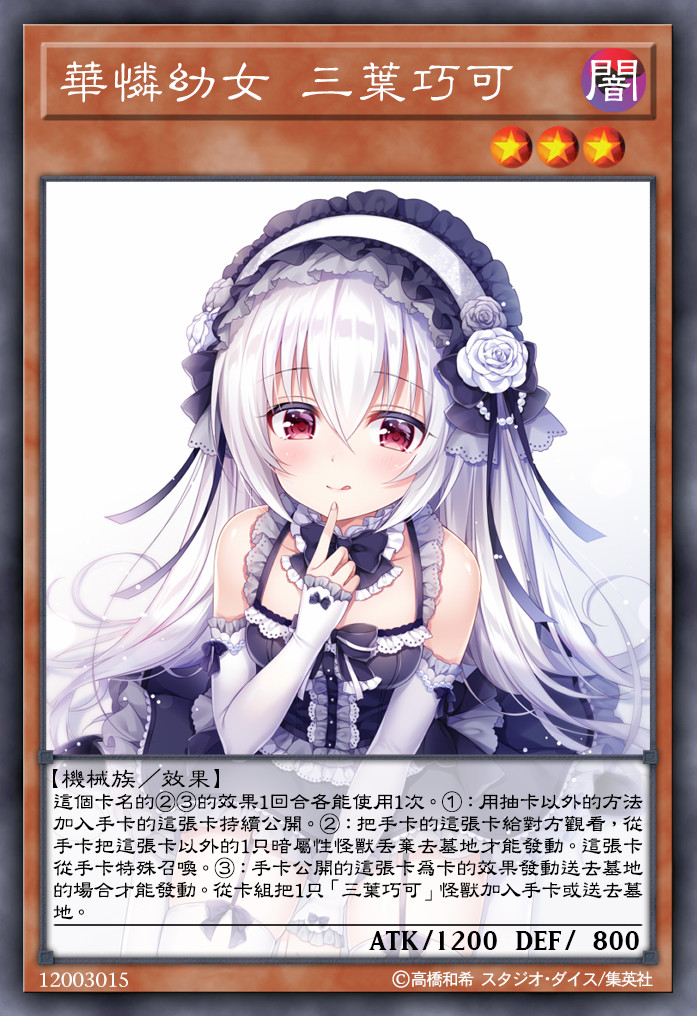 華憐幼女 三葉巧可
闇
【機械族／效果】
這個卡名的②③的效果1回合各能使用1次。①：用抽卡以外的方法
加入手卡的這張卡持續公開。②：把手卡的這張卡給對方觀看，從
手卡把這張卡以外的1只暗屬性怪獸丟棄去墓地才能發動。這張卡
從手卡特殊召喚。③：手卡公開的這張卡爲卡的效果發動送去墓地
的場合才能發動。從卡組把1只「三葉巧可」怪獸加入手卡或送去墓
地。
ATK/1200 DEF/ 800
12003015 ©高橋和希 スタジオ・ダイス/集英社